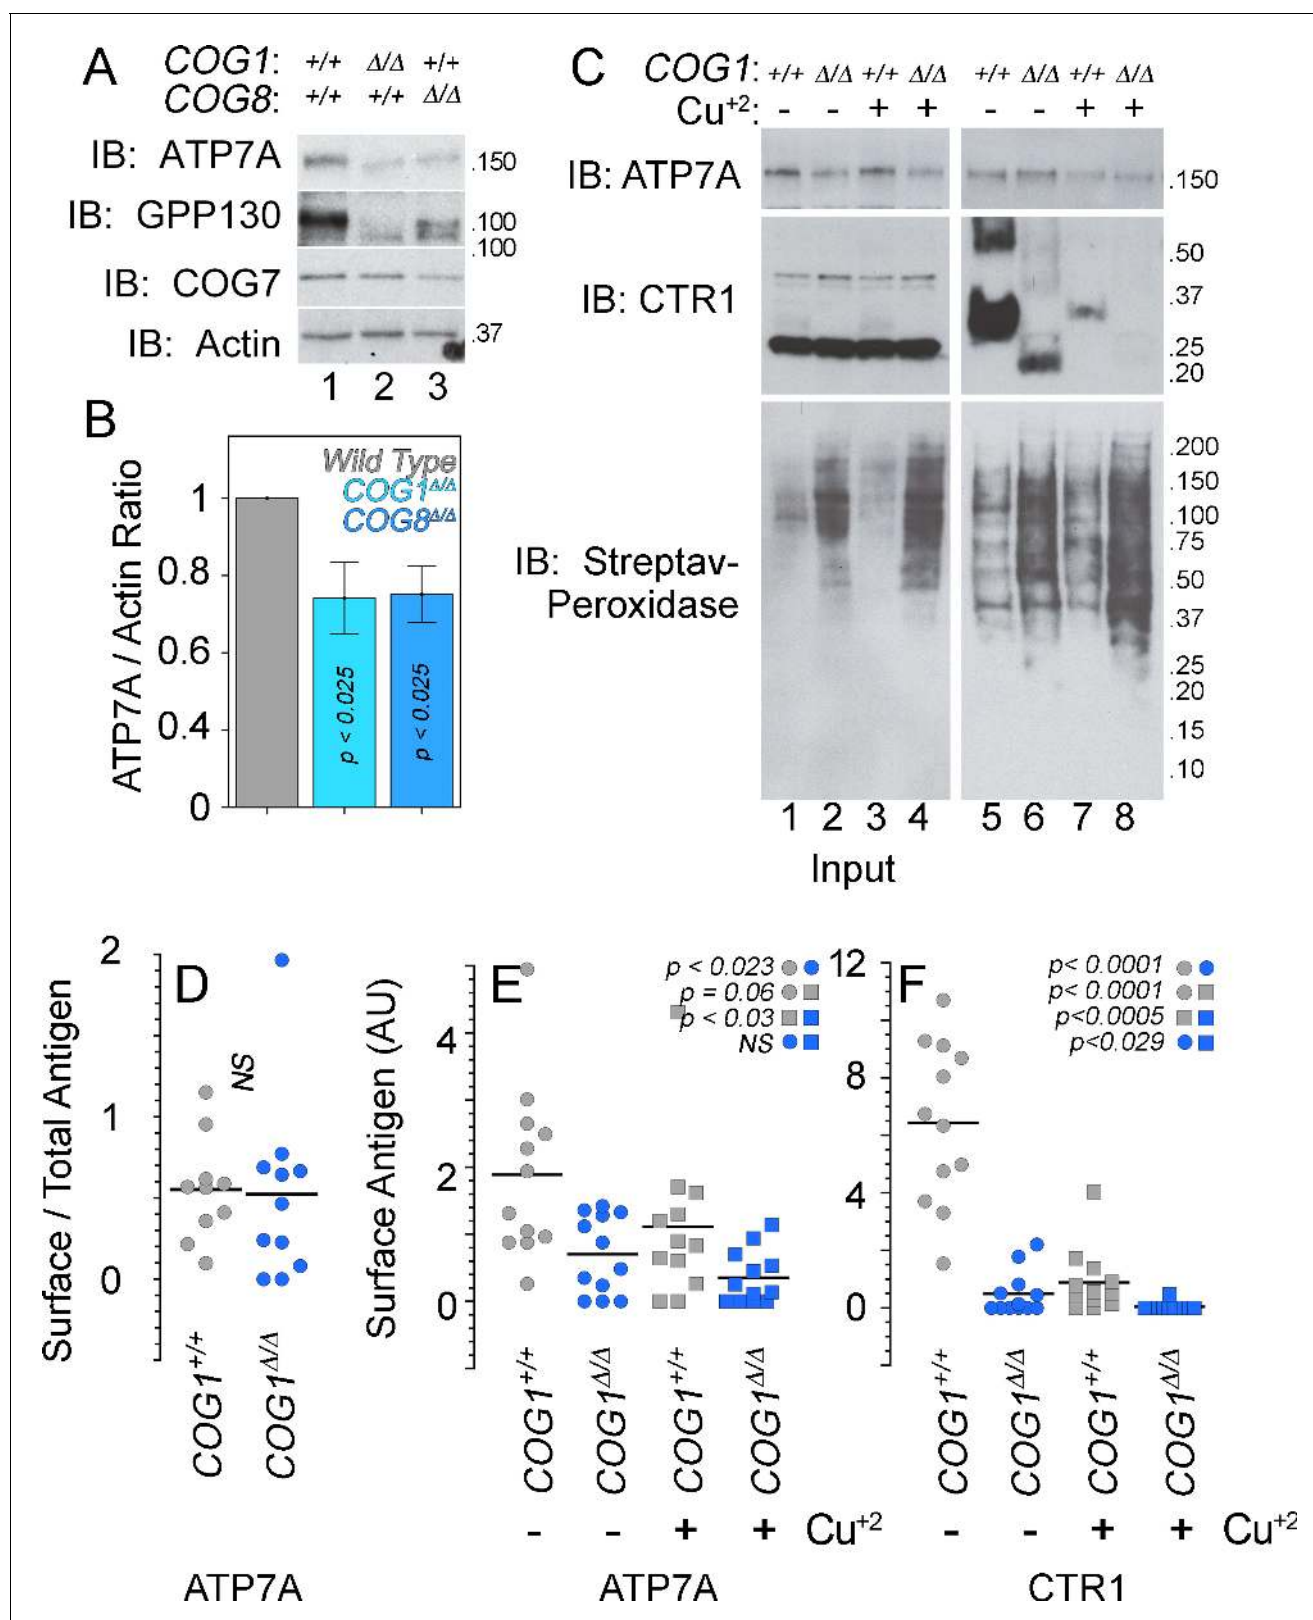 A
COG1: +/+ Δ/Δ +/+
COG8: +/+ +/+ Δ/Δ
IB: ATP7A .150
IB: GPP130 .100
.100
IB: COG7
IB: Actin .37
1 2 3
B
Wild Type
COG1Δ/Δ
COG8Δ/Δ
ATP7A / Actin Ratio
1
0.8
0.6
0.4
0
p < 0.025
p < 0.025
C
COG1: +/+ Δ/Δ +/+ Δ/Δ +/+ Δ/Δ +/+ Δ/Δ
Cu+2: - - + + - - + +
IB: ATP7A .150
IB: CTR1
.50
.37
.25
.20
IB: Streptav-
Peroxidase
.200
.150
.100
.75
.50
.37
.25
.20
.15
.10
1 2 3 4 5 6 7 8
Input
D
Surface / Total Antigen
2
1
0
NS
COG1+/+
COG1Δ/Δ
ATP7A
E
Surface Antigen (AU)
4
2
0
p < 0.023
p = 0.06
p < 0.03
NS
COG1+/+
COG1Δ/Δ
COG1+/+
COG1Δ/Δ
- - + + Cu+2
ATP7A
F
12
8
4
0
p< 0.0001
p< 0.0001
p<0.0005
p<0.029
COG1+/+
COG1Δ/Δ
COG1+/+
COG1Δ/Δ
- - + + Cu+2
CTR1